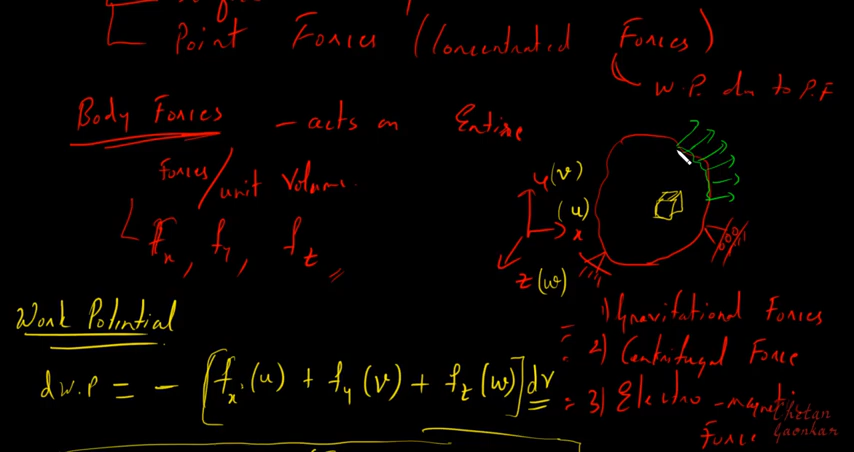 Point Forces (Concentrated Forces)
W.P. due to P.F
Body Forces - acts on Entire
Forces/unit Volume.
fx, fy, fz
y(v)
(u)
x
z(w)
Work Potential
dW.P = - [fx.(u) + fy(v) + fz(w)]dv
1) Gravitational Forces
2) Centrifugal Force
3) Electro-magnetic
Force
Chetan
Gaonkar